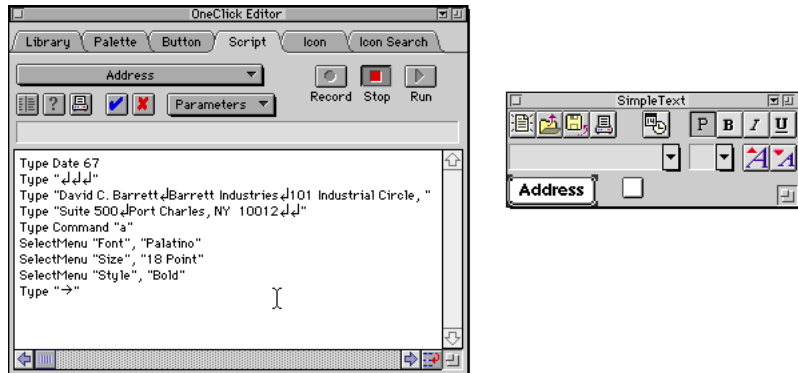 OneClick Editor
Library Palette Button Script Icon Icon Search
Address
Record Stop Run
Parameters
Type Date 67
Type "↲↲↲"
Type "David C. Barrett↲Barrett Industries↲101 Industrial Circle, "
Type "Suite 500↲Port Charles, NY  10012↲↲"
Type Command "a"
SelectMenu "Font", "Palatino"
SelectMenu "Size", "18 Point"
SelectMenu "Style", "Bold"
Type "→"
SimpleText
P B I U
A A
Address